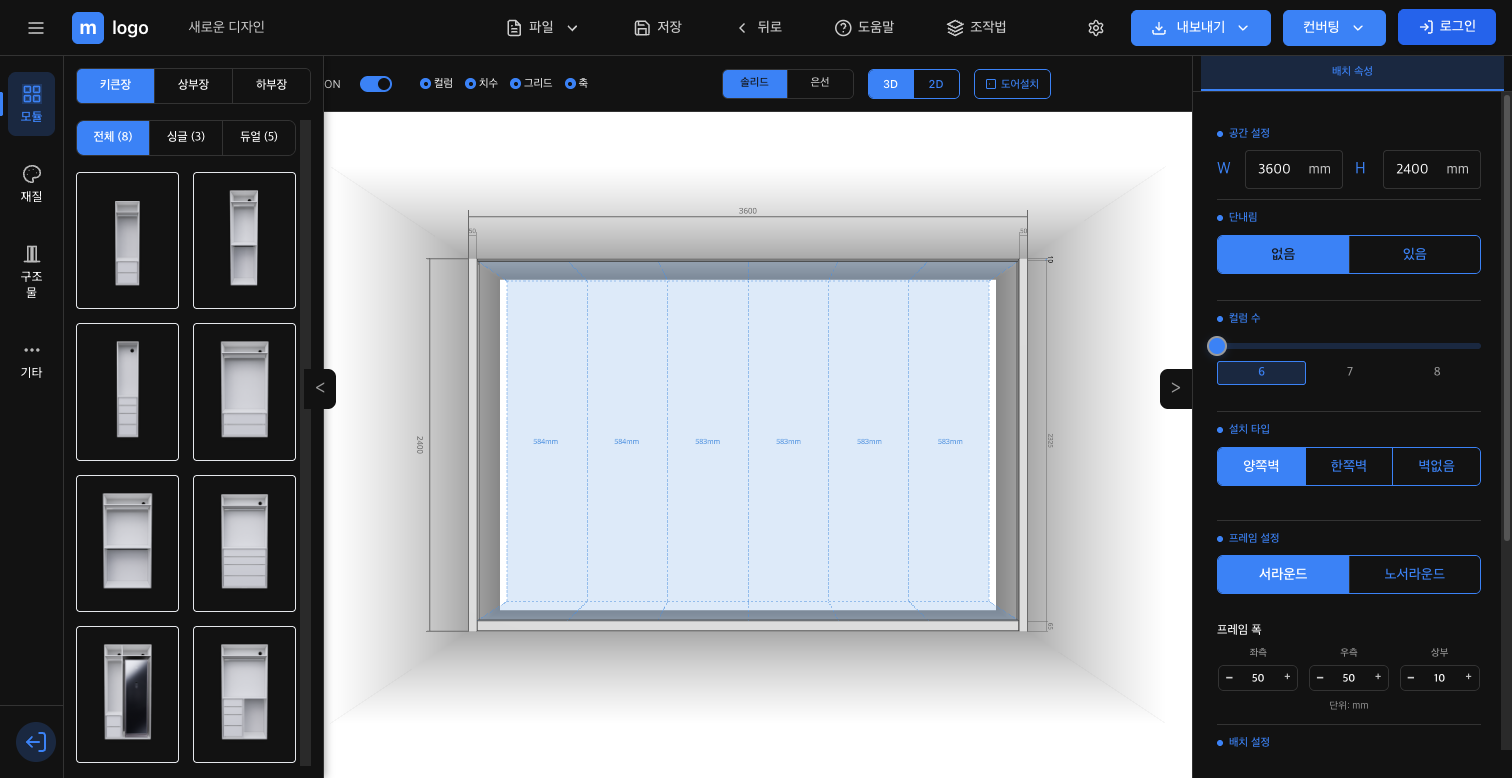 m logo
새로운 디자인
파일
저장
뒤로
도움말
조작법
내보내기
컨버팅
로그인
모듈
재질
구조
물
기타
키큰장
상부장
하부장
전체 (8)
싱글 (3)
듀얼 (5)
ON
컬럼
치수
그리드
축
솔리드
은선
3D
2D
도어설치
3600
50
50
10
2400
2325
65
584mm
584mm
583mm
583mm
583mm
583mm
<
>
배치 속성
공간 설정
W 3600 mm H 2400 mm
단내림
없음
있음
컬럼 수
6
7
8
설치 타입
양쪽벽
한쪽벽
벽없음
프레임 설정
서라운드
노서라운드
프레임 폭
좌측
우측
상부
− 50 +
− 50 +
− 10 +
단위: mm
배치 설정